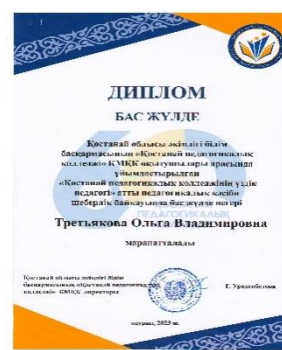 ДИПЛОМ
БАС ЖҮЛДЕ
Қостанай облысы әкімдігі білім
басқармасының «Қостанай педагогикалық
колледжі» КМҚК оқытушылары арасында
ұйымдастырылған
«Қостанай педагогикалық колледжінің үздік
педагогі» атты педагогикалық кәсіби
шеберлік байқауында бас жүлде иегері
ПЕДАГОГИКАЛЫҚ
Третьякова Ольга Владимировна
марапатталады
Қостанай облысы әкімдігі білім
басқармасының «Қостанай педагогикалық
колледжі» КМҚК директоры
наурыз, 2023 ж.